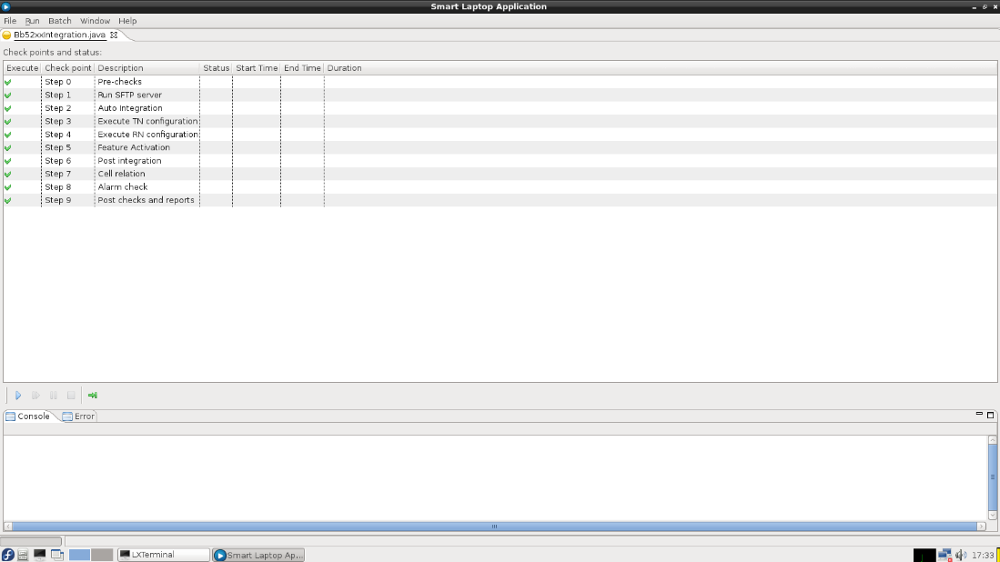 Smart Laptop Application
File Run Batch Window Help
Bb52xxIntegration.java
Check points and status:
Execute Check point Description Status Start Time End Time Duration
Step 0 Pre-checks
Step 1 Run SFTP server
Step 2 Auto Integration
Step 3 Execute TN configuration
Step 4 Execute RN configuration
Step 5 Feature Activation
Step 6 Post integration
Step 7 Cell relation
Step 8 Alarm check
Step 9 Post checks and reports
Console Error
LXTerminal Smart Laptop Ap... 17:33